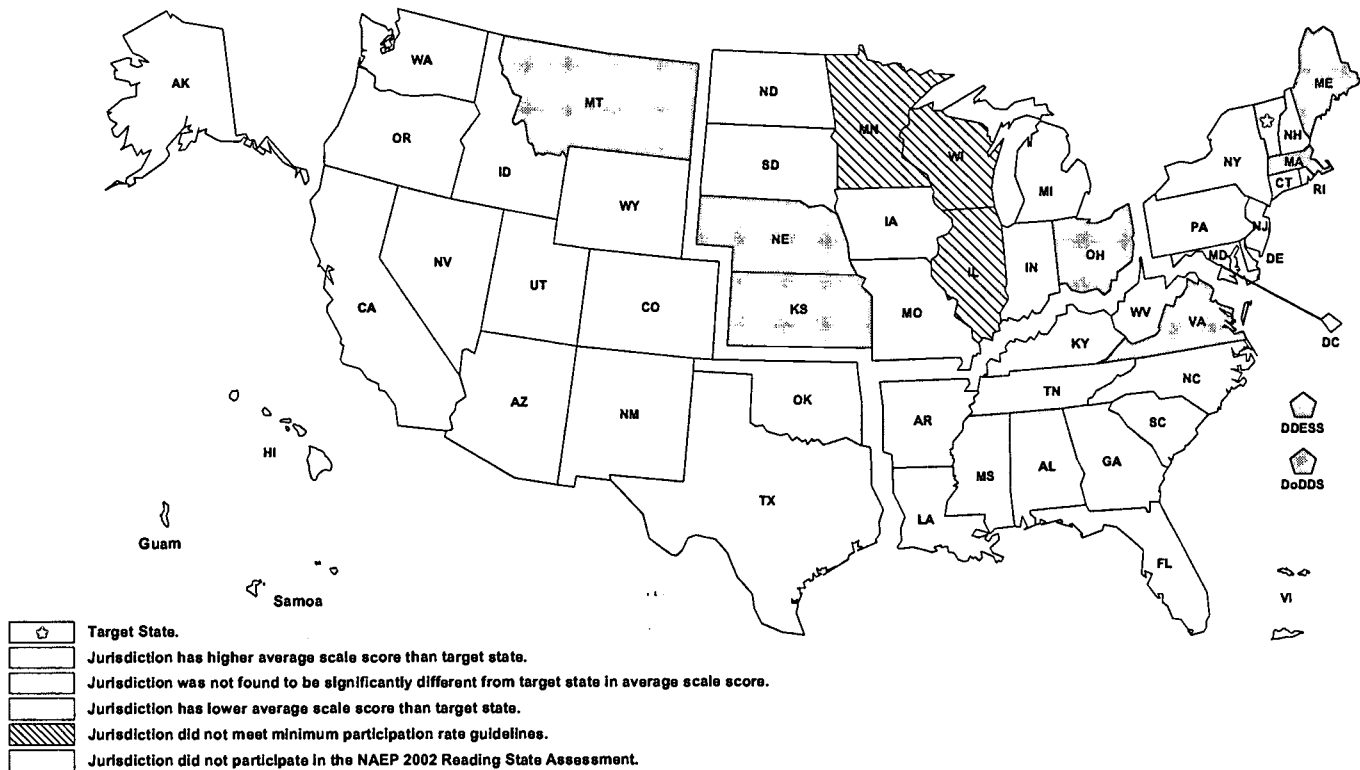 AK
WA
MT
ND
MN
ME
OR
ID
SD
WI
NY
NH
MA
CT
RI
WY
MI
IA
NE
PA
NJ
NV
UT
CO
IL
IN
OH
MD
DE
CA
KS
MO
WV
VA
KY
DC
AZ
NM
OK
TN
NC
AR
SC
DDESS
HI
MS
AL
GA
DoDDS
TX
LA
Guam
FL
Samoa
VI
Target State.
Jurisdiction has higher average scale score than target state.
Jurisdiction was not found to be significantly different from target state in average scale score.
Jurisdiction has lower average scale score than target state.
Jurisdiction did not meet minimum participation rate guidelines.
Jurisdiction did not participate in the NAEP 2002 Reading State Assessment.